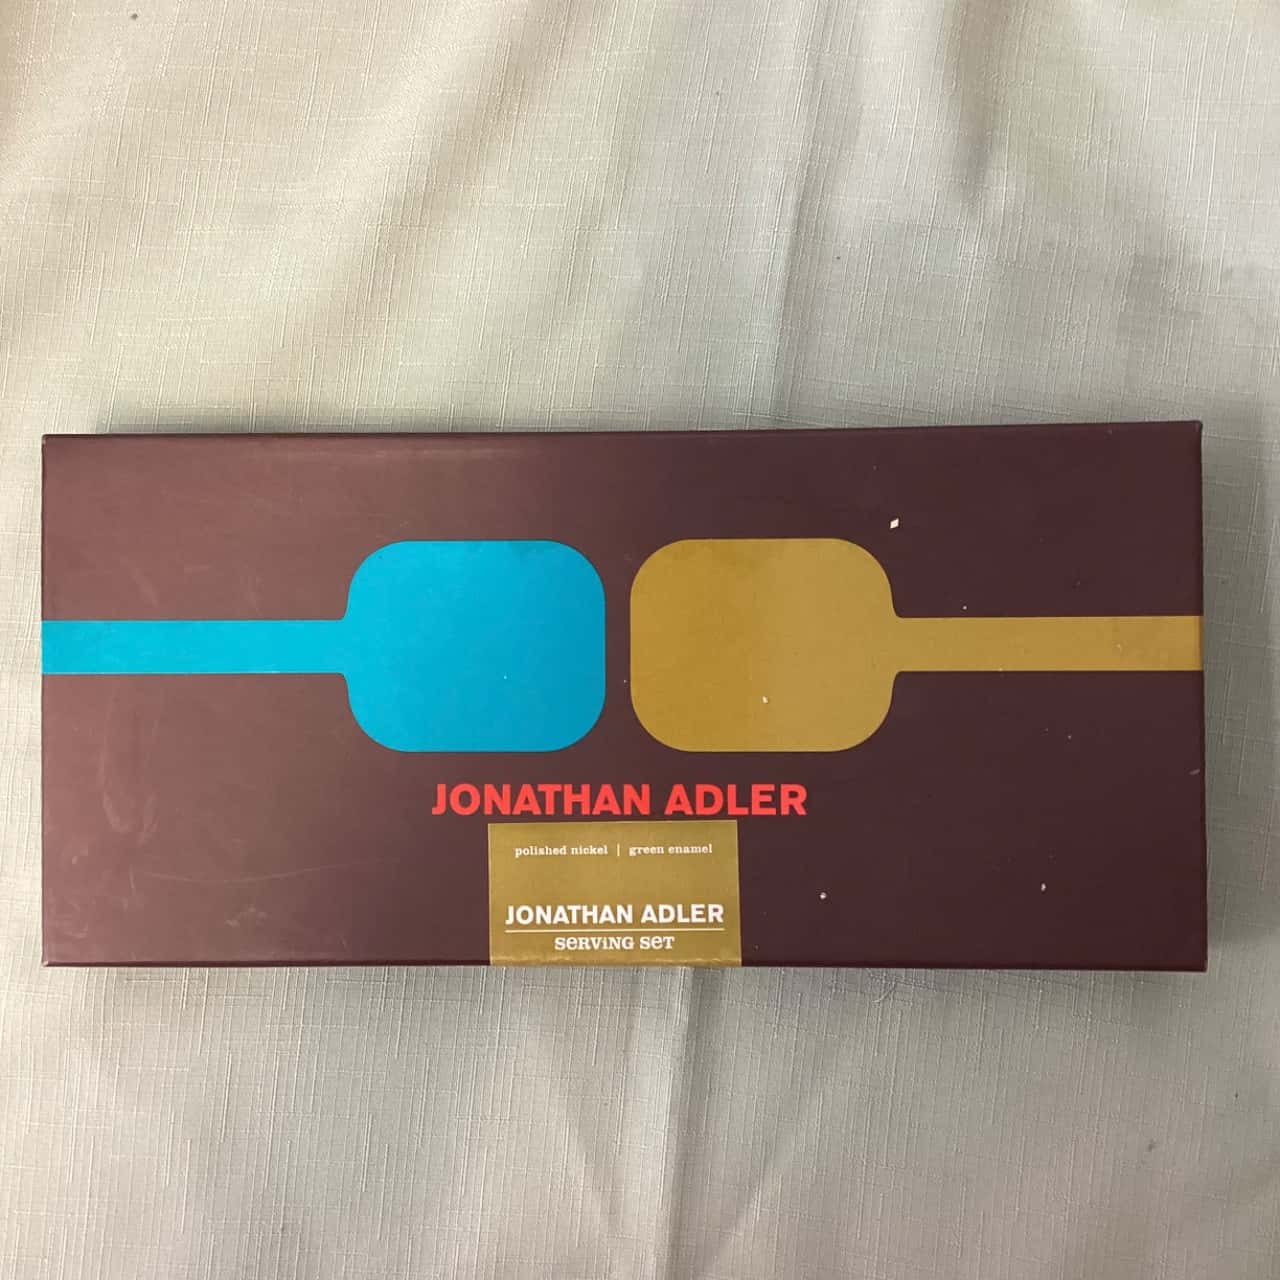 JONATHAN ADLER
polished nickel | green enamel
JONATHAN ADLER
SERVING SET